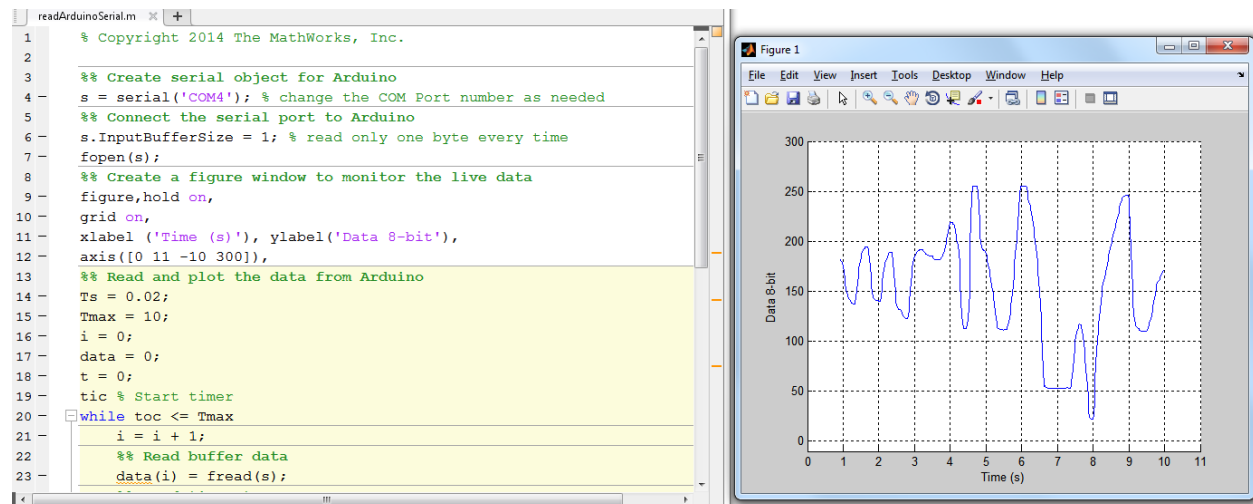 readArduinoSerial.m
1 % Copyright 2014 The MathWorks, Inc.
2
3 %% Create serial object for Arduino
4 – s = serial('COM4'); % change the COM Port number as needed
5 %% Connect the serial port to Arduino
6 – s.InputBufferSize = 1; % read only one byte every time
7 – fopen(s);
8 %% Create a figure window to monitor the live data
9 – figure,hold on,
10 – grid on,
11 – xlabel ('Time (s)'), ylabel('Data 8-bit'),
12 – axis([0 11 -10 300]),
13 %% Read and plot the data from Arduino
14 – Ts = 0.02;
15 – Tmax = 10;
16 – i = 0;
17 – data = 0;
18 – t = 0;
19 – tic % Start timer
20 – while toc <= Tmax
21 – i = i + 1;
22 %% Read buffer data
23 – data(i) = fread(s);
Figure 1
File Edit View Insert Tools Desktop Window Help
300
250
200
150
100
50
0
Data 8-bit
0 1 2 3 4 5 6 7 8 9 10 11
Time (s)